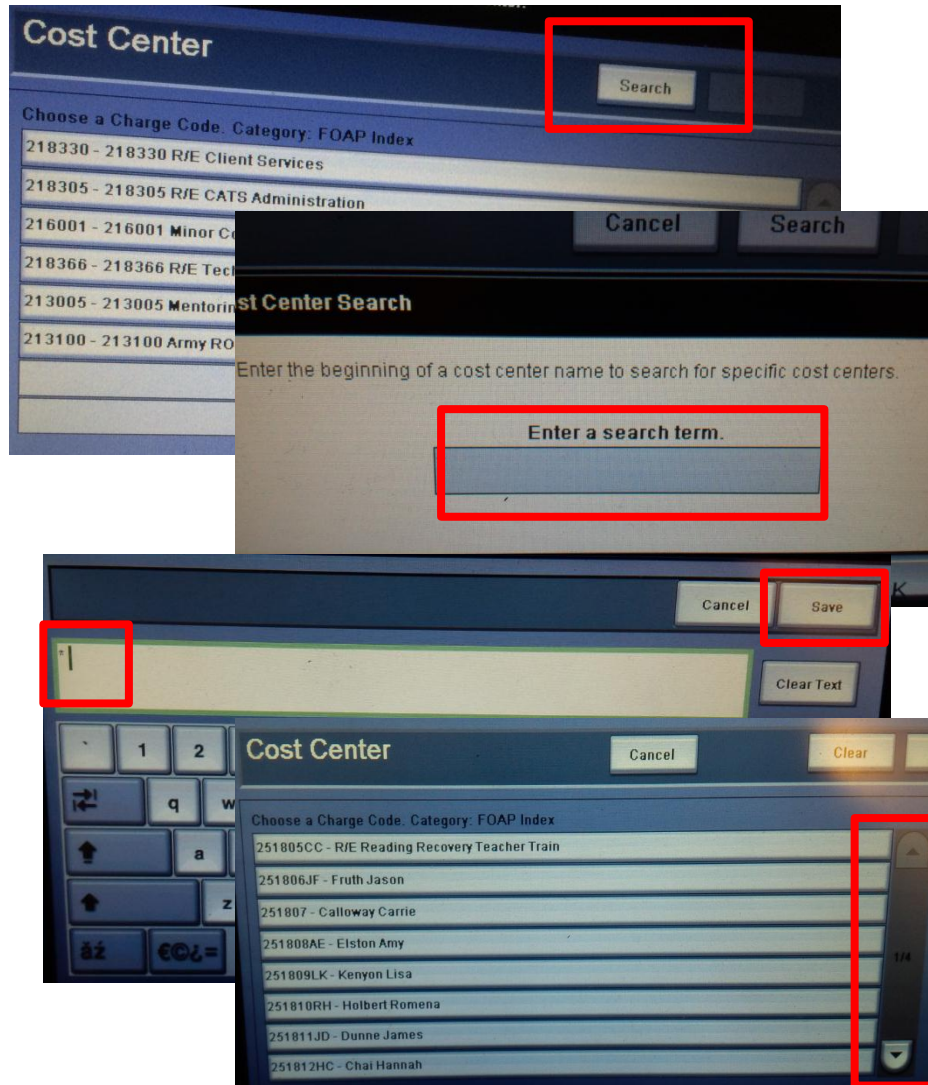 Cost Center
Search
Choose a Charge Code. Category: FOAP Index
218330 - 218330 R/E Client Services
218305 - 218305 R/E CATS Administration
216001 - 216001 Minor
218366 - 218366 R/E
213005 - 213005
213100 - 213100 Army
Cancel Search
Center Search
Enter the beginning of a cost center name to search for specific cost centers.
Enter a search term.
K
Cancel Save
*
Clear Text
` 1 2
q w
a
z
ăź €©¿=
Cost Center
Cancel Clear
Choose a Charge Code. Category: FOAP Index
251805CC - R/E Reading Recovery Teacher Train
251806JF - Fruth Jason
251807 - Calloway Carrie
251808AE - Elston Amy
251809LK - Kenyon Lisa
1/4
251810RH - Holbert Romena
251811JD - Dunne James
251812HC - Chai Hannah